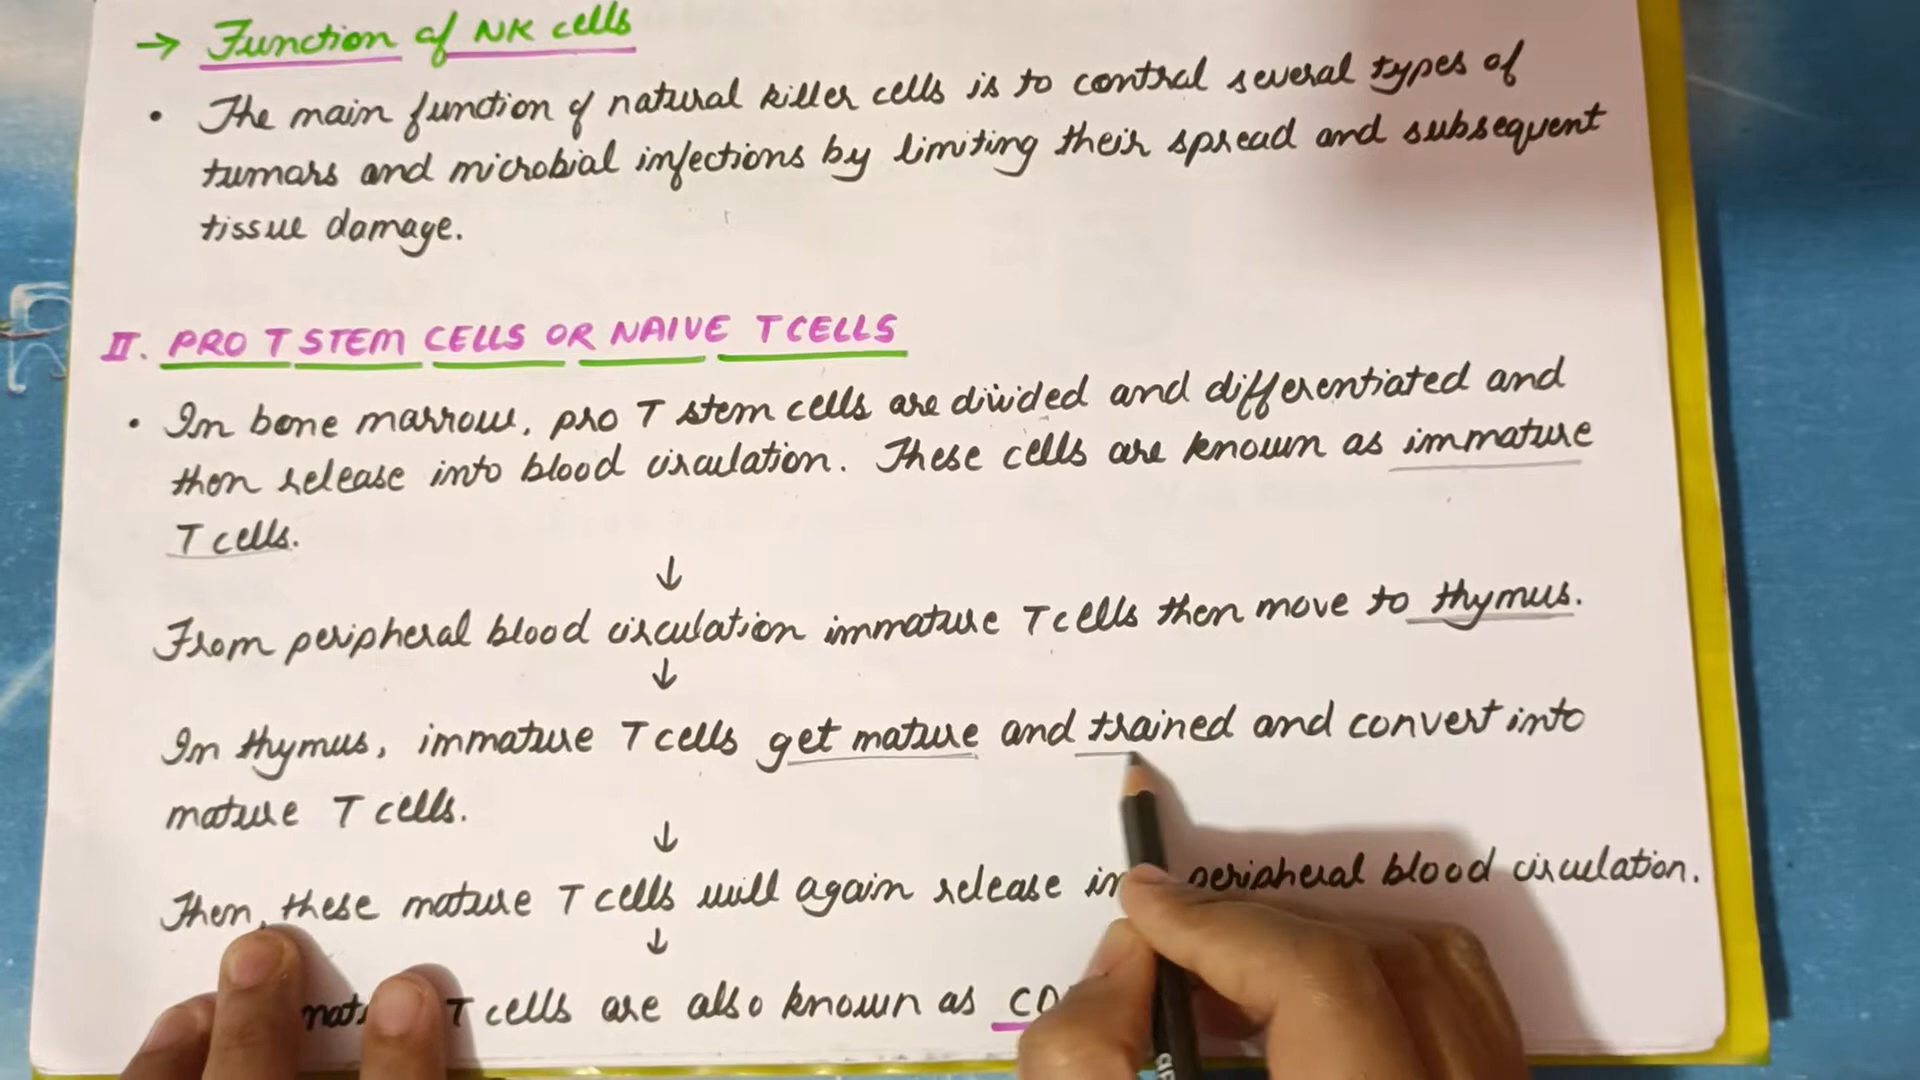 → Function of NK cells
• The main function of natural killer cells is to control several types of
tumors and microbial infections by limiting their spread and subsequent
tissue damage.
II. PRO T STEM CELLS OR NAIVE T CELLS
• In bone marrow, pro T stem cells are divided and differentiated and
then release into blood circulation. These cells are known as immature
T cells.
↓
From peripheral blood circulation immature T cells then move to thymus.
↓
In thymus, immature T cells get mature and trained and convert into
mature T cells.
↓
Then, these mature T cells will again release in peripheral blood circulation.
↓
T cells are also known as CD